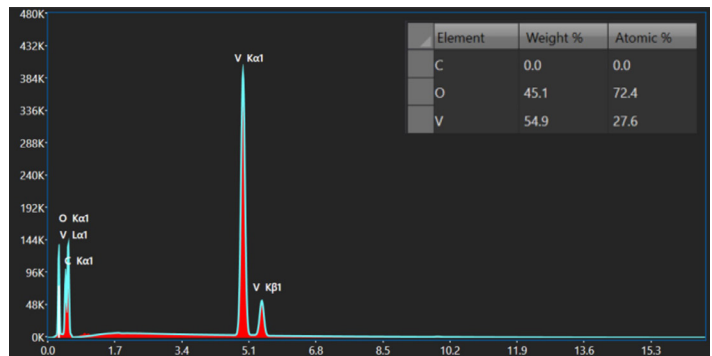 480K
432K
384K
336K
288K
240K
192K
144K
96K
48K
0K
V Kα1
O Kα1
V Lα1
C Kα1
V Kβ1
Element Weight % Atomic %
C 0.0 0.0
O 45.1 72.4
V 54.9 27.6
0.0 1.7 3.4 5.1 6.8 8.5 10.2 11.9 13.6 15.3